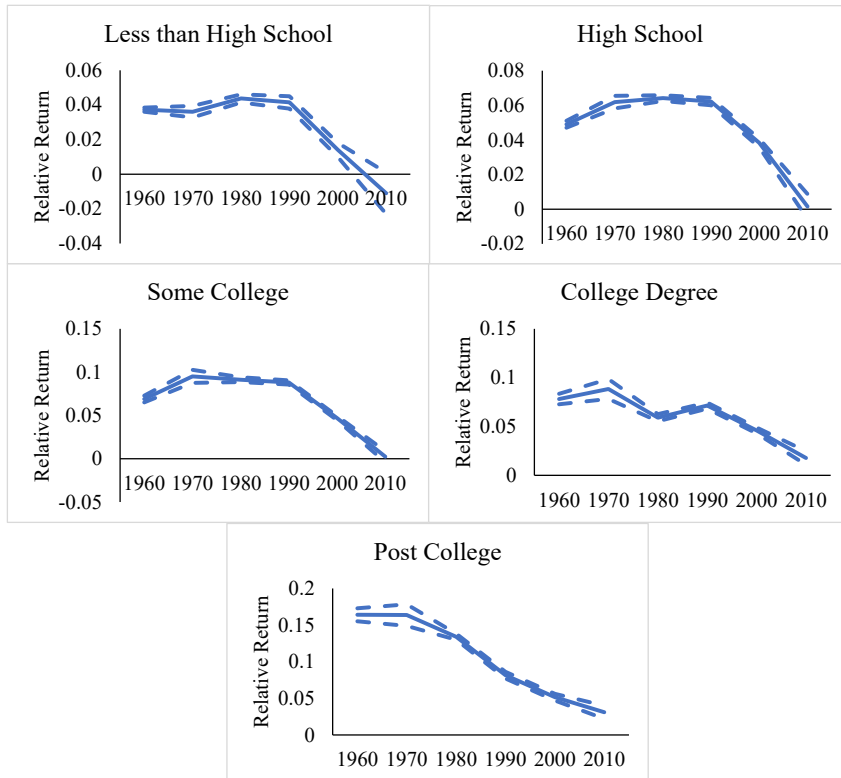 Less than High School
Relative Return
0.06
0.04
0.02
0
-0.02
-0.04
1960 1970 1980 1990 2000 2010
High School
Relative Return
0.08
0.06
0.04
0.02
0
-0.02
1960 1970 1980 1990 2000 2010
Some College
Relative Return
0.15
0.1
0.05
0
-0.05
1960 1970 1980 1990 2000 2010
College Degree
Relative Return
0.15
0.1
0.05
0
1960 1970 1980 1990 2000 2010
Post College
Relative Return
0.2
0.15
0.1
0.05
0
1960 1970 1980 1990 2000 2010